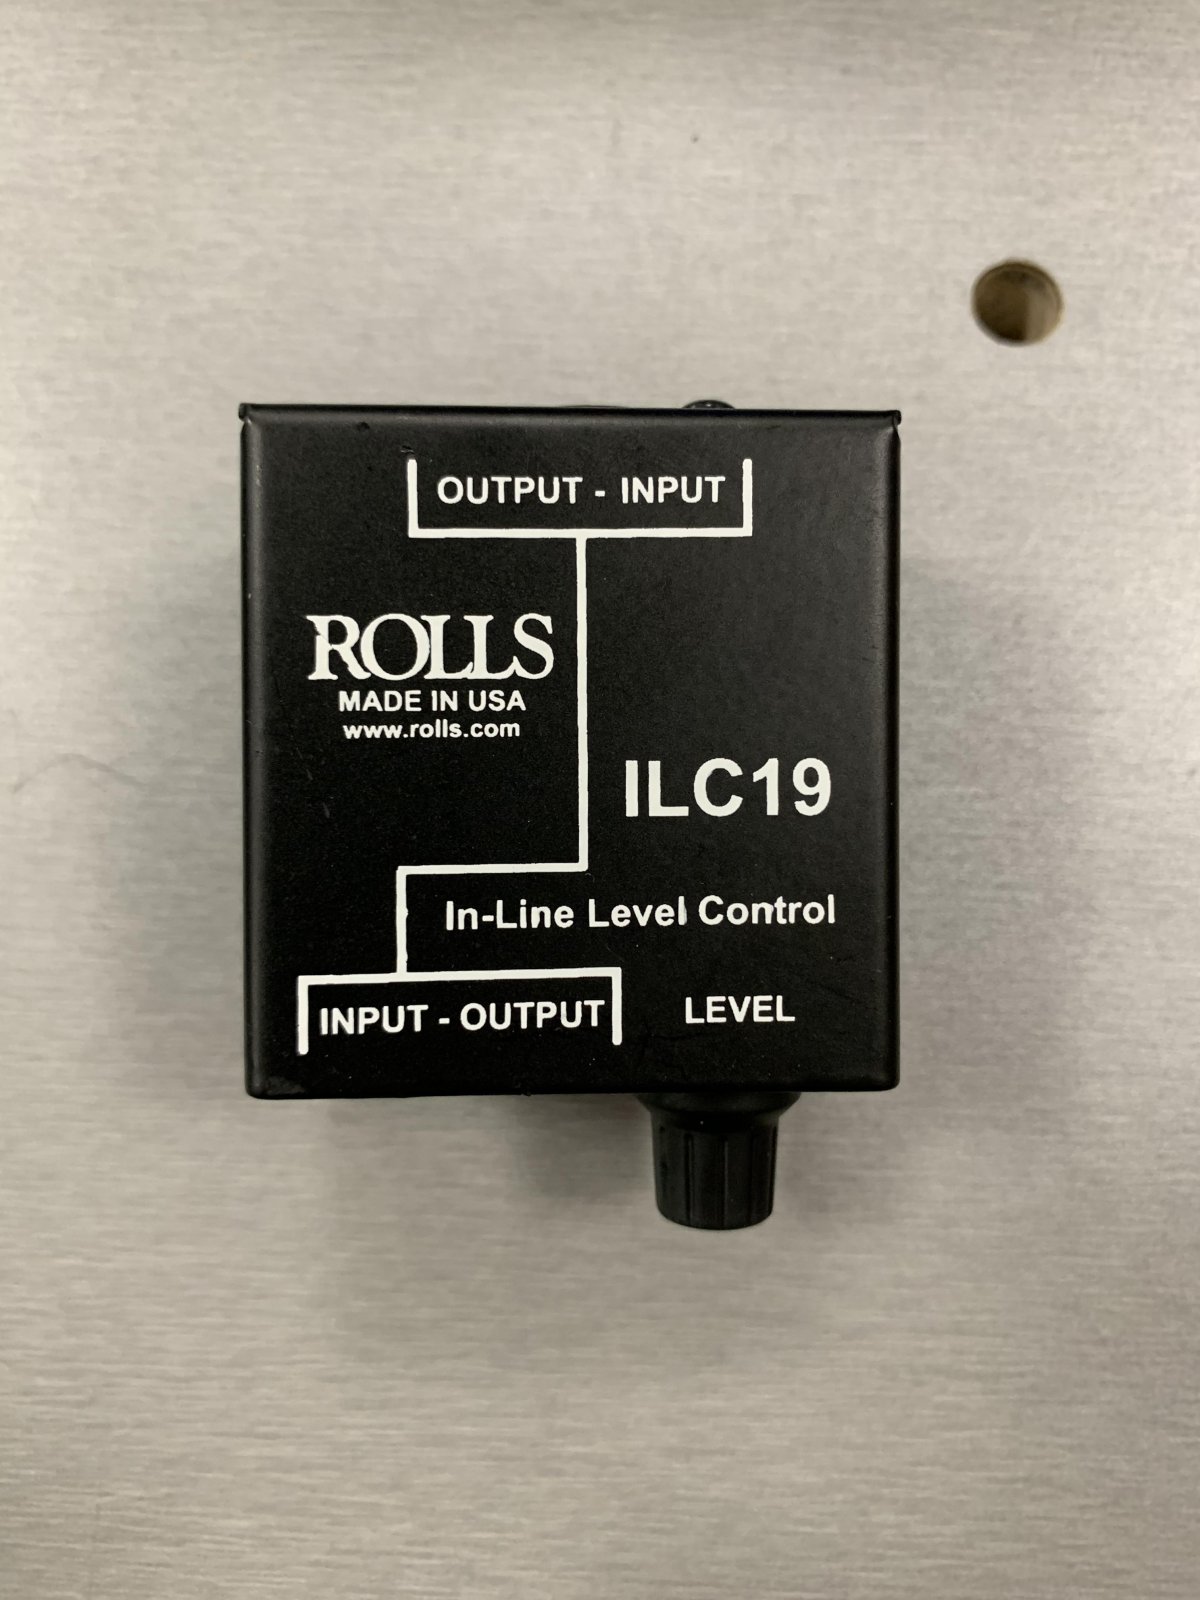 OUTPUT - INPUT
ROLLS
MADE IN USA
www.rolls.com
ILC19
In-Line Level Control
INPUT - OUTPUT
LEVEL